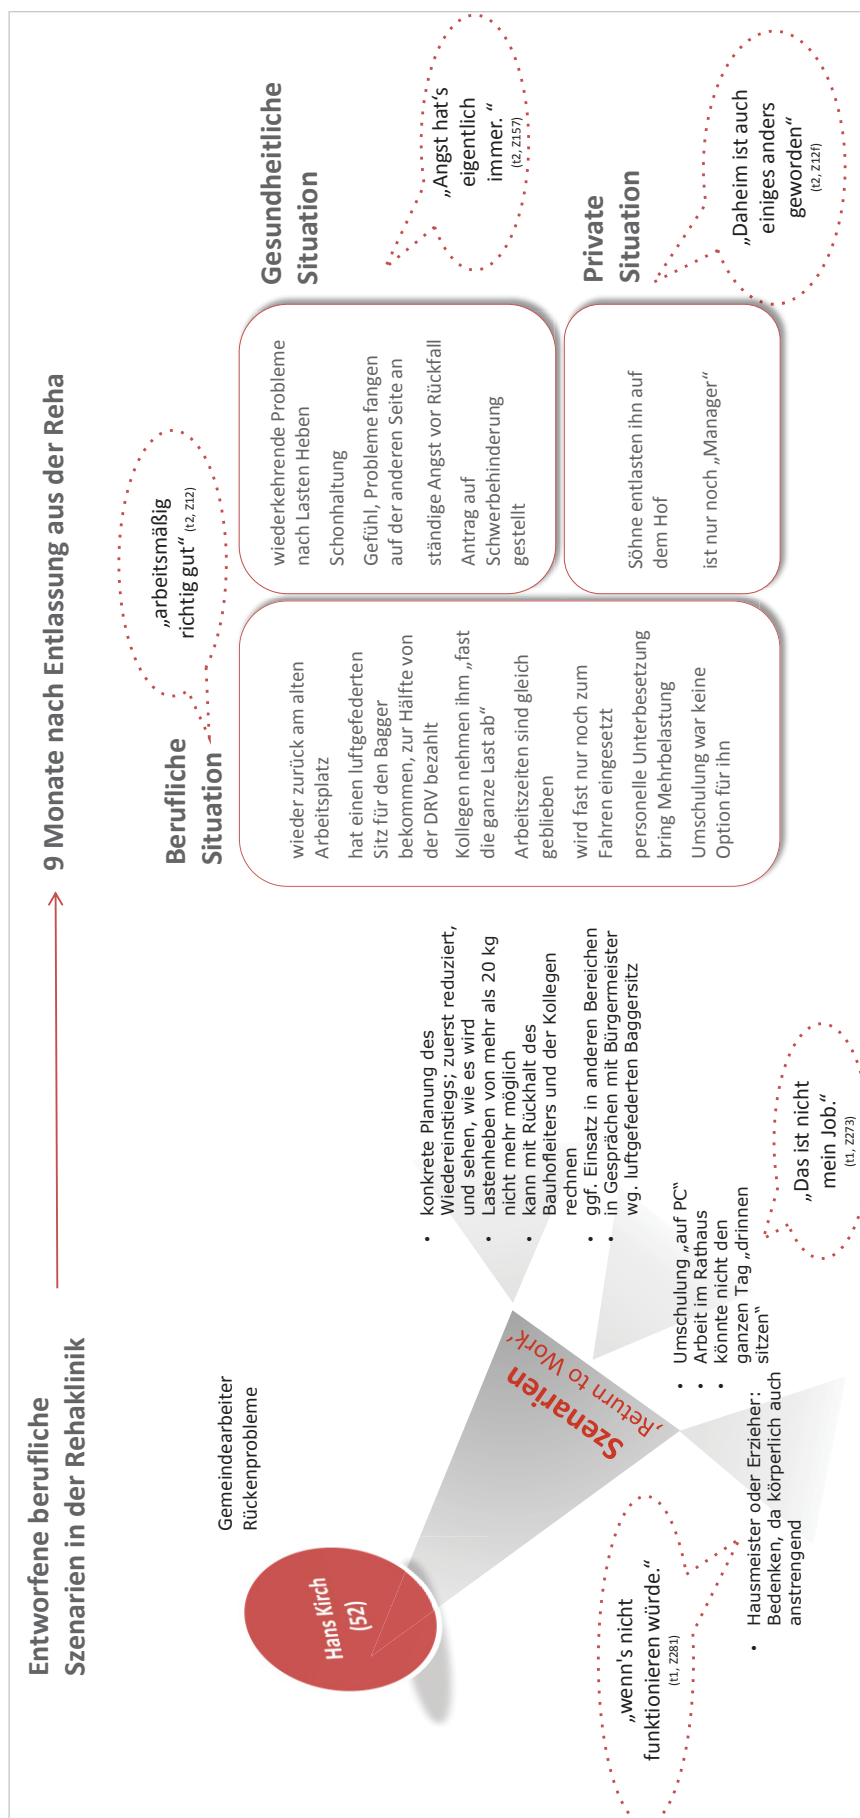 Entworfene berufliche
Szenarien in der Rehaklinik
9 Monate nach Entlassung aus der Reha
Gemeindearbeiter
Rückenprobleme
Hans Kirch
(52)
Szenarien
‚Return to Work‘
• konkrete Planung des
Wiedereinstiegs; zuerst reduziert,
und sehen, wie es wird
• Lastenheben von mehr als 20 kg
nicht mehr möglich
• kann mit Rückhalt des
Bauhofleiters und der Kollegen
rechnen
• ggf. Einsatz in anderen Bereichen
• in Gesprächen mit Bürgermeister
wg. luftgefederten Baggersitz
• Umschulung „auf PC“
• Arbeit im Rathaus
• könnte nicht den
ganzen Tag „drinnen
sitzen“
„Das ist nicht
mein Job.“
(t1, Z273)
• Hausmeister oder Erzieher:
Bedenken, da körperlich auch
anstrengend
„wenn's nicht
funktionieren würde.“
(t1, Z281)
Berufliche
Situation
„arbeitsmäßig
richtig gut“ (t2, Z12)
wieder zurück am alten
Arbeitsplatz
hat einen luftgefederten
Sitz für den Bagger
bekommen, zur Hälfte von
der DRV bezahlt
Kollegen nehmen ihm „fast
die ganze Last ab“
Arbeitszeiten sind gleich
geblieben
wird fast nur noch zum
Fahren eingesetzt
personelle Unterbesetzung
bring Mehrbelastung
Umschulung war keine
Option für ihn
Gesundheitliche
Situation
„Angst hat‘s
eigentlich
immer. “
(t2, Z157)
wiederkehrende Probleme
nach Lasten Heben
Schonhaltung
Gefühl, Probleme fangen
auf der anderen Seite an
ständige Angst vor Rückfall
Antrag auf
Schwerbehinderung
gestellt
Private
Situation
„Daheim ist auch
einiges anders
geworden“
(t2, Z12f)
Söhne entlasten ihn auf
dem Hof
ist nur noch „Manager“